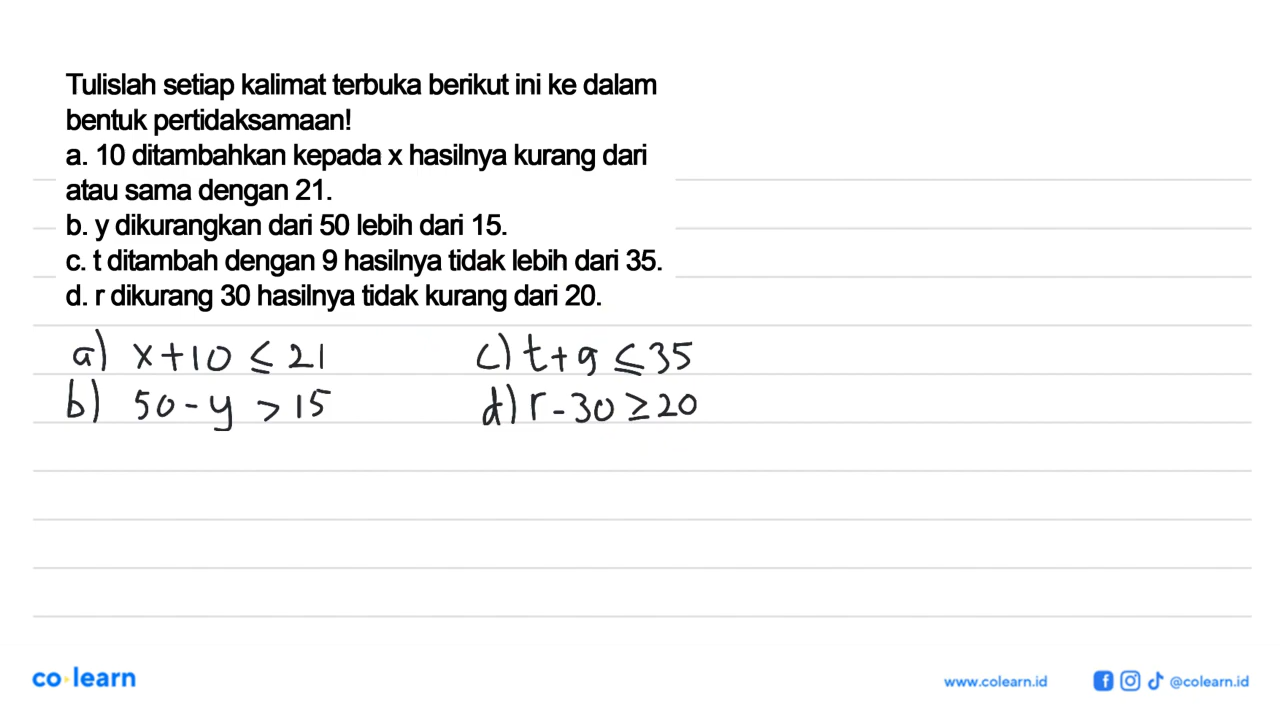 Tulislah setiap kalimat terbuka berikut ini ke dalam
bentuk pertidaksamaan!
a. 10 ditambahkan kepada x hasilnya kurang dari
atau sama dengan 21.
b. y dikurangkan dari 50 lebih dari 15.
c. t ditambah dengan 9 hasilnya tidak lebih dari 35.
d. r dikurang 30 hasilnya tidak kurang dari 20.
a) x+10 ≤ 21
b) 50-y > 15
c) t+9 ≤ 35
d) r-30 ≥ 20
co·learn
www.colearn.id
@colearn.id